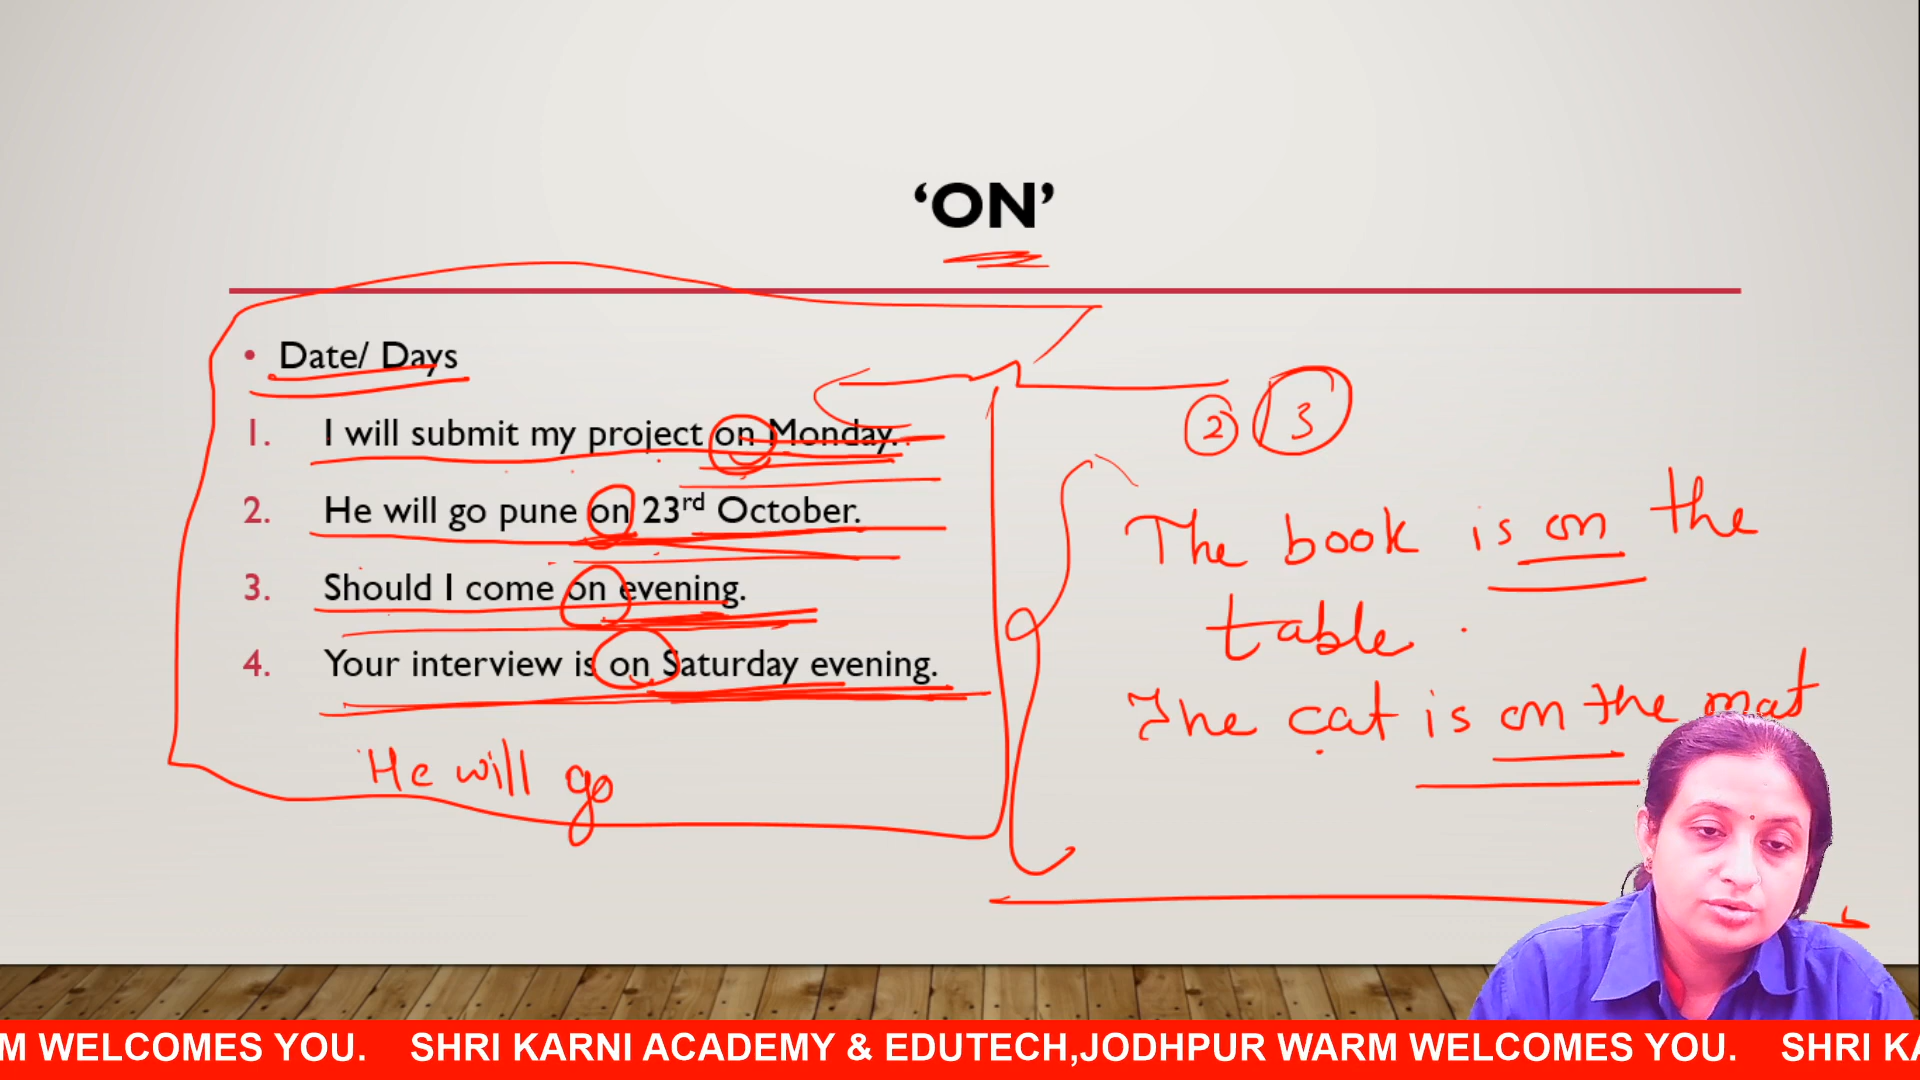 ‘ON’
• Date/ Days
1. I will submit my project on Monday.
2. He will go pune on 23rd October.
3. Should I come on evening.
4. Your interview is on Saturday evening.
He will go
2 3
The book is on the
table.
The cat is on the mat
M WELCOMES YOU. SHRI KARNI ACADEMY & EDUTECH,JODHPUR WARM WELCOMES YOU. SHRI KA